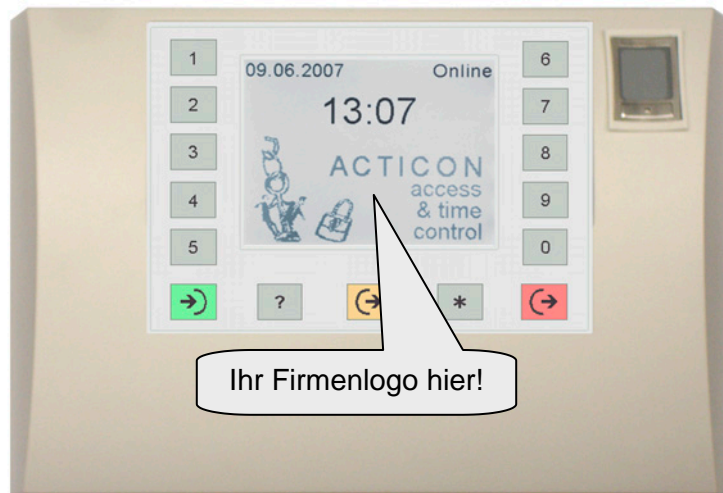 1
6
09.06.2007 Online
2
13:07
7
3
ACTICON
8
access
4
& time
9
control
5
0
?
*
Ihr Firmenlogo hier!